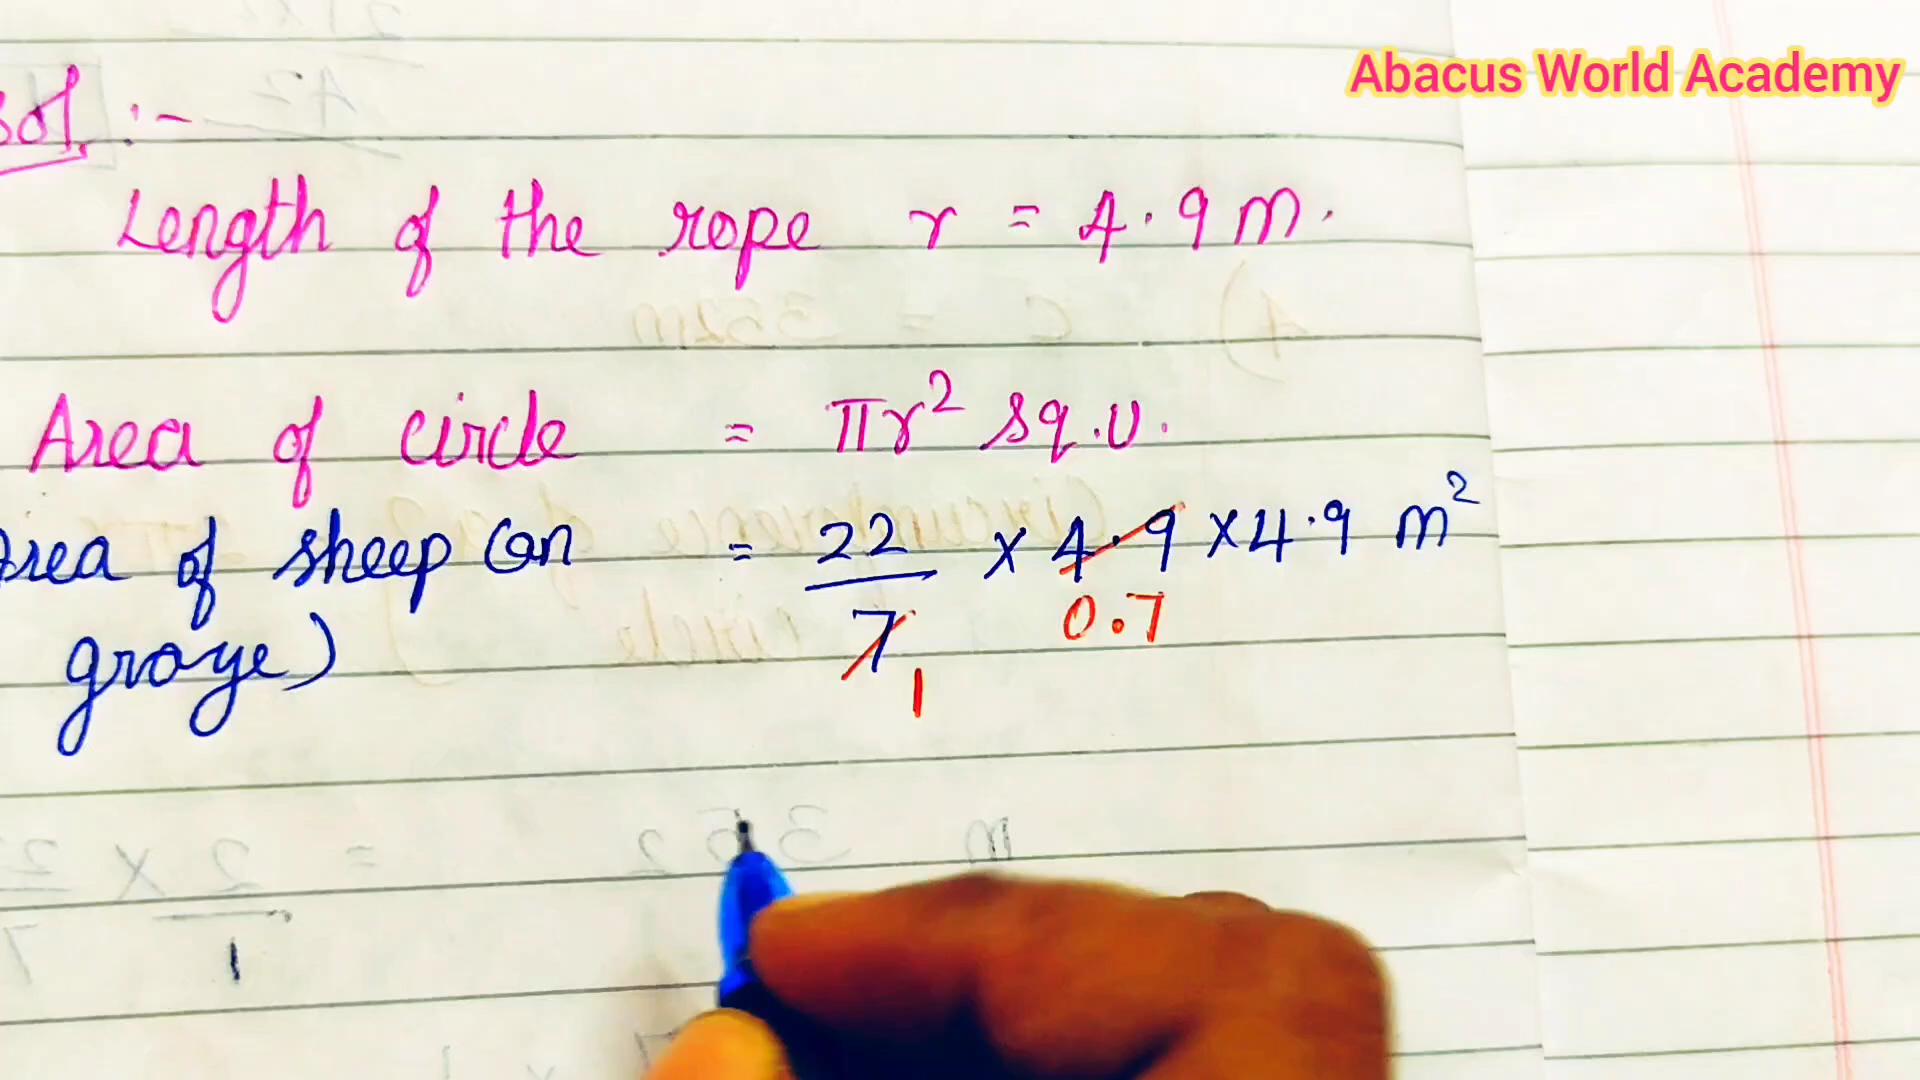 Abacus World Academy
sol. :-
Length of the rope r = 4.9 m.
Area of circle = πr² sq.u.
Area of sheep (an = 22/7 × 4.9 × 4.9 m²
1 0.7
graze)